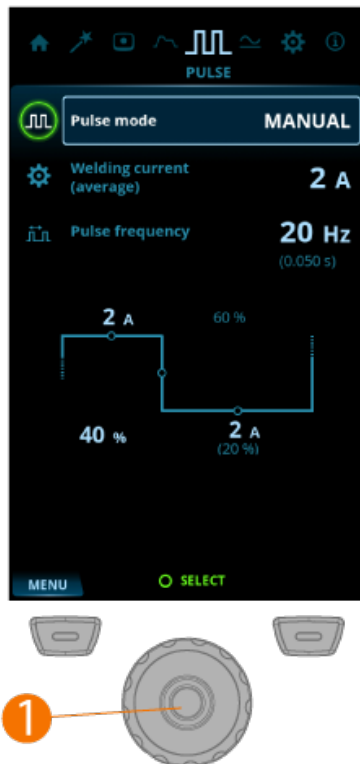 PULSE
Pulse mode MANUAL
Welding current
(average) 2 A
Pulse frequency 20 Hz
(0.050 s)
2 A 60 %
40 % 2 A
(20 %)
MENU SELECT
1